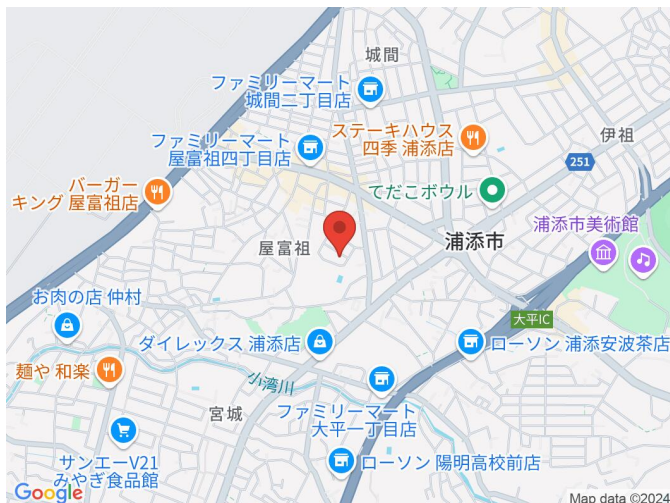 城間
ファミリーマート
城間二丁目店
ステーキハウス
四季 浦添店
伊祖
ファミリーマート
屋富祖四丁目店
251
バーガー
キング 屋富祖店
てだこボウル
浦添市美術館
屋富祖
浦添市
お肉の店 仲村
大平IC
ダイレックス 浦添店
ローソン 浦添安波茶店
麺や 和楽
小湾川
宮城
ファミリーマート
大平一丁目店
サンエーV21
みやぎ食品館
ローソン 陽明高校前店
Google
Map data ©2024